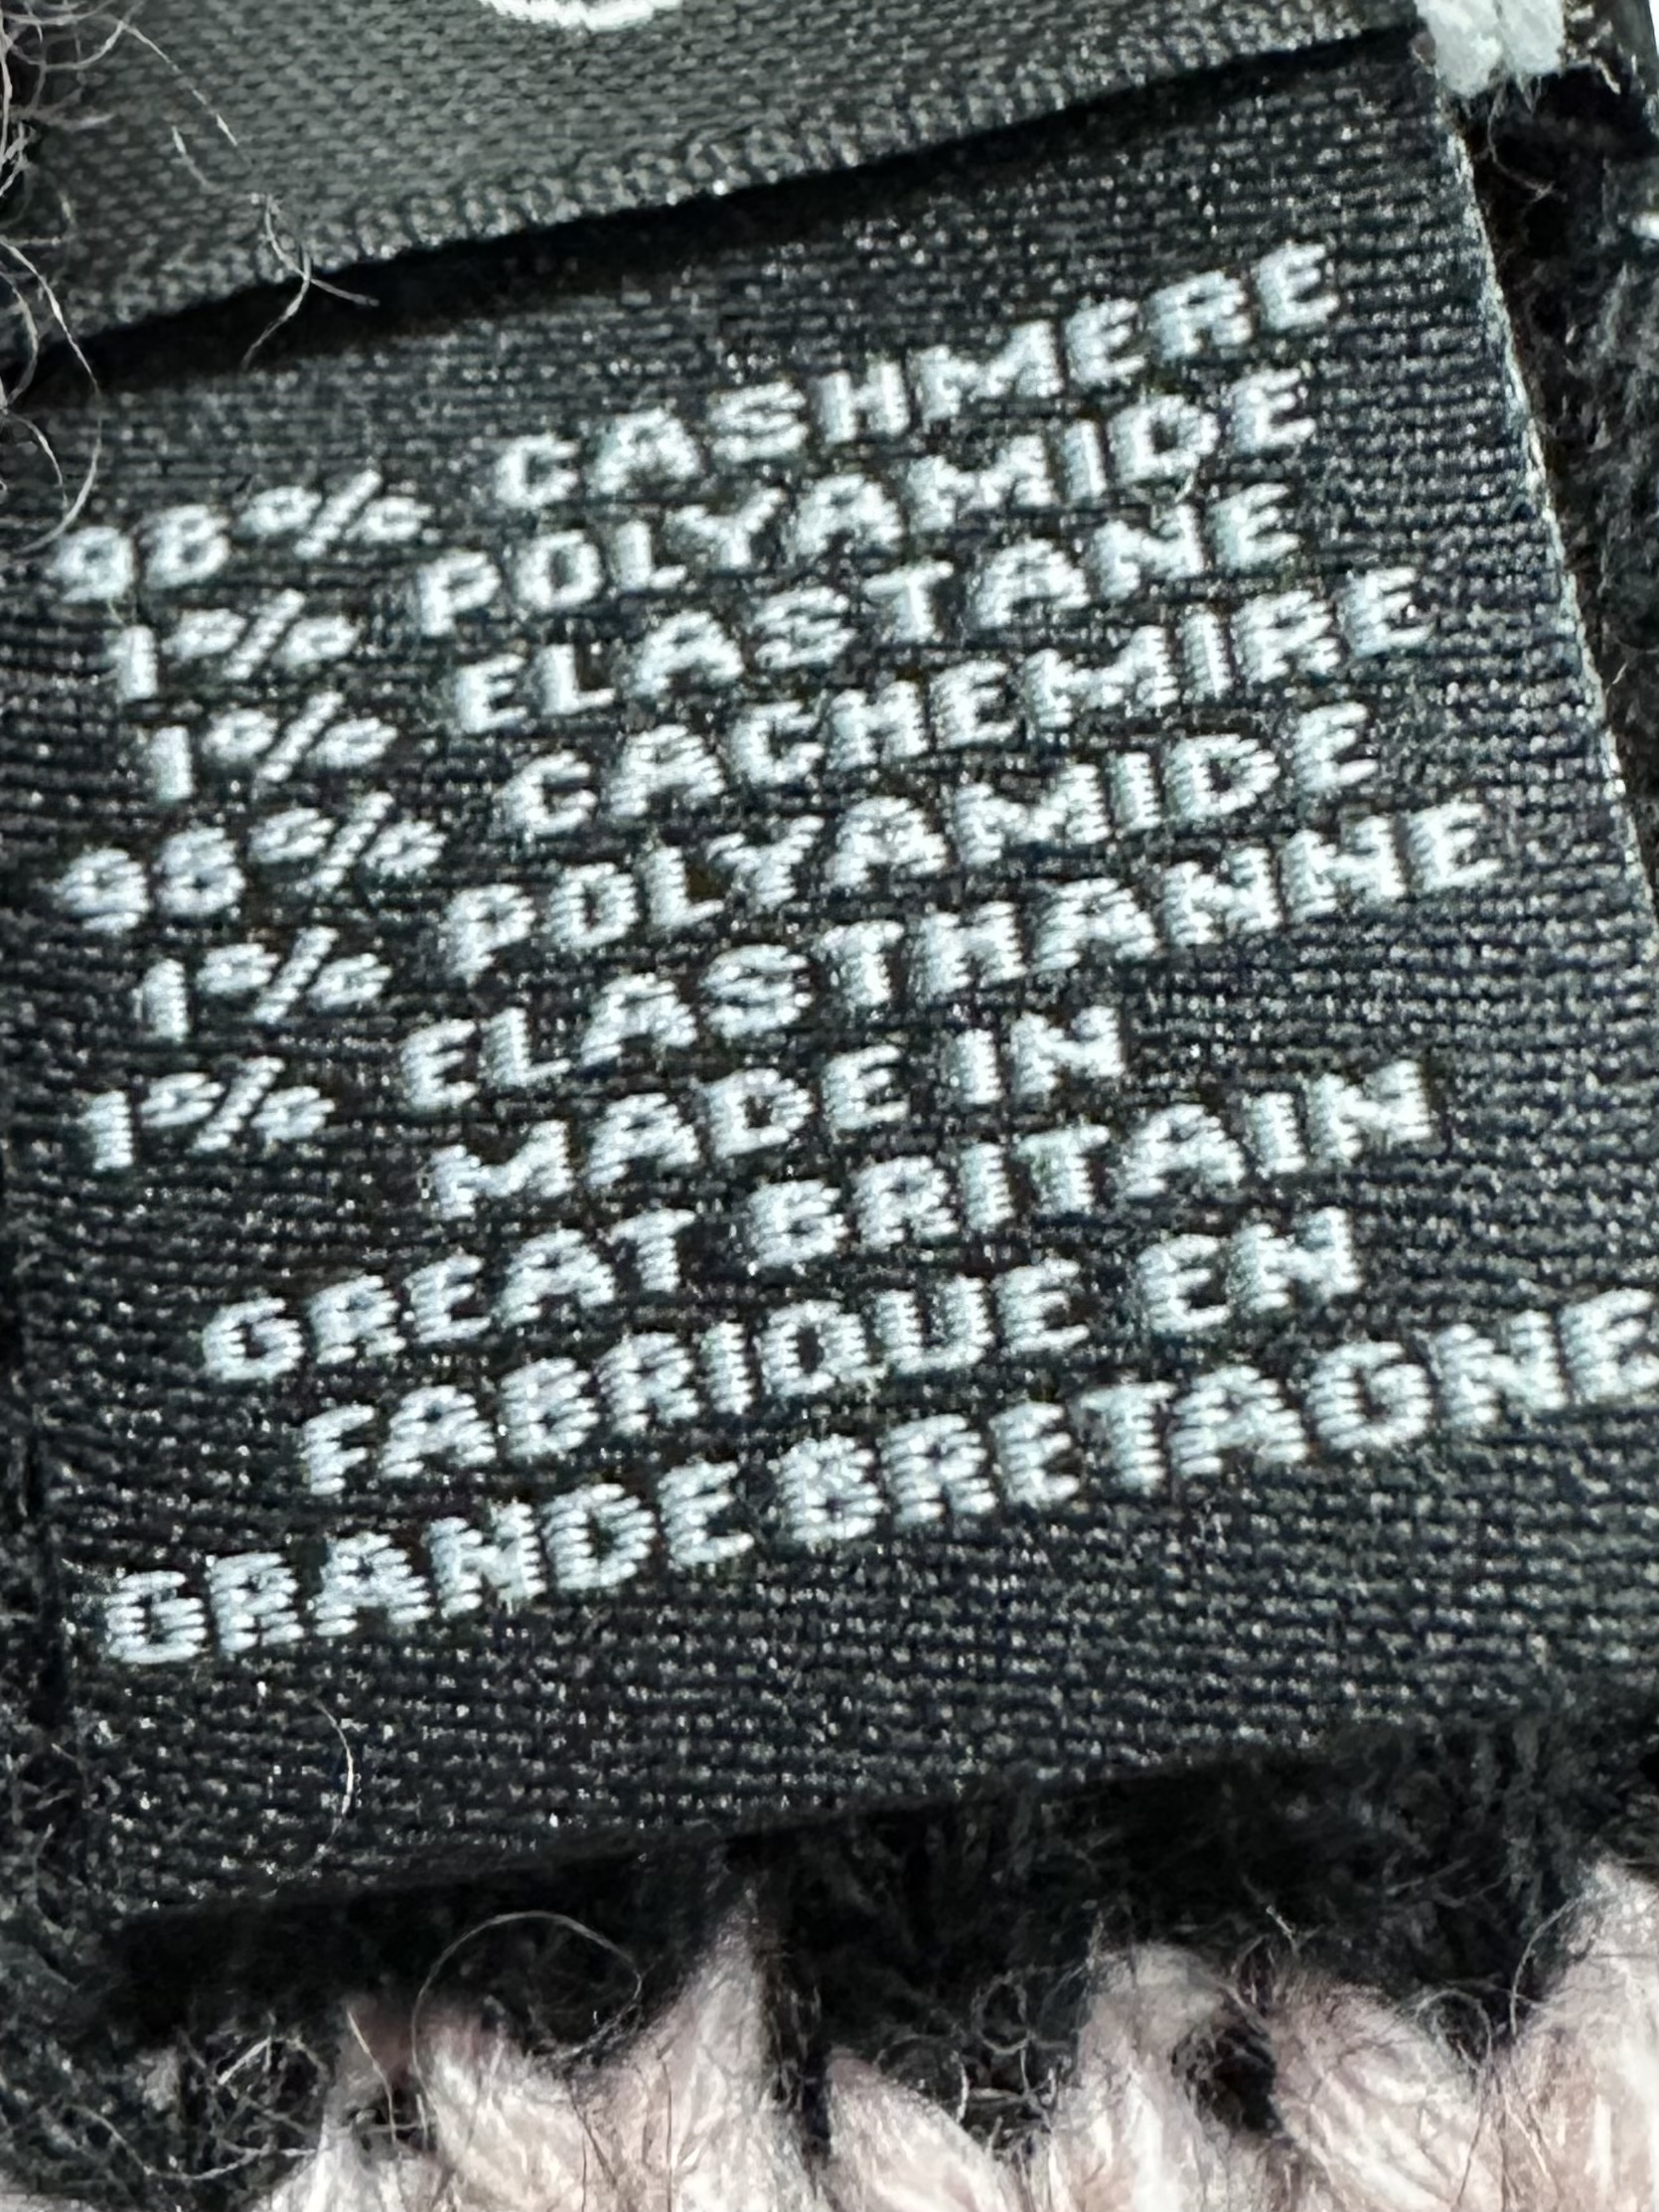 98% CASHMERE
1% POLYAMIDE
1% ELASTANE
98% CACHEMIRE
1% POLYAMIDE
1% ELASTHANNE
MADE IN
GREAT BRITAIN
FABRIQUE EN
GRANDE BRETAGNE